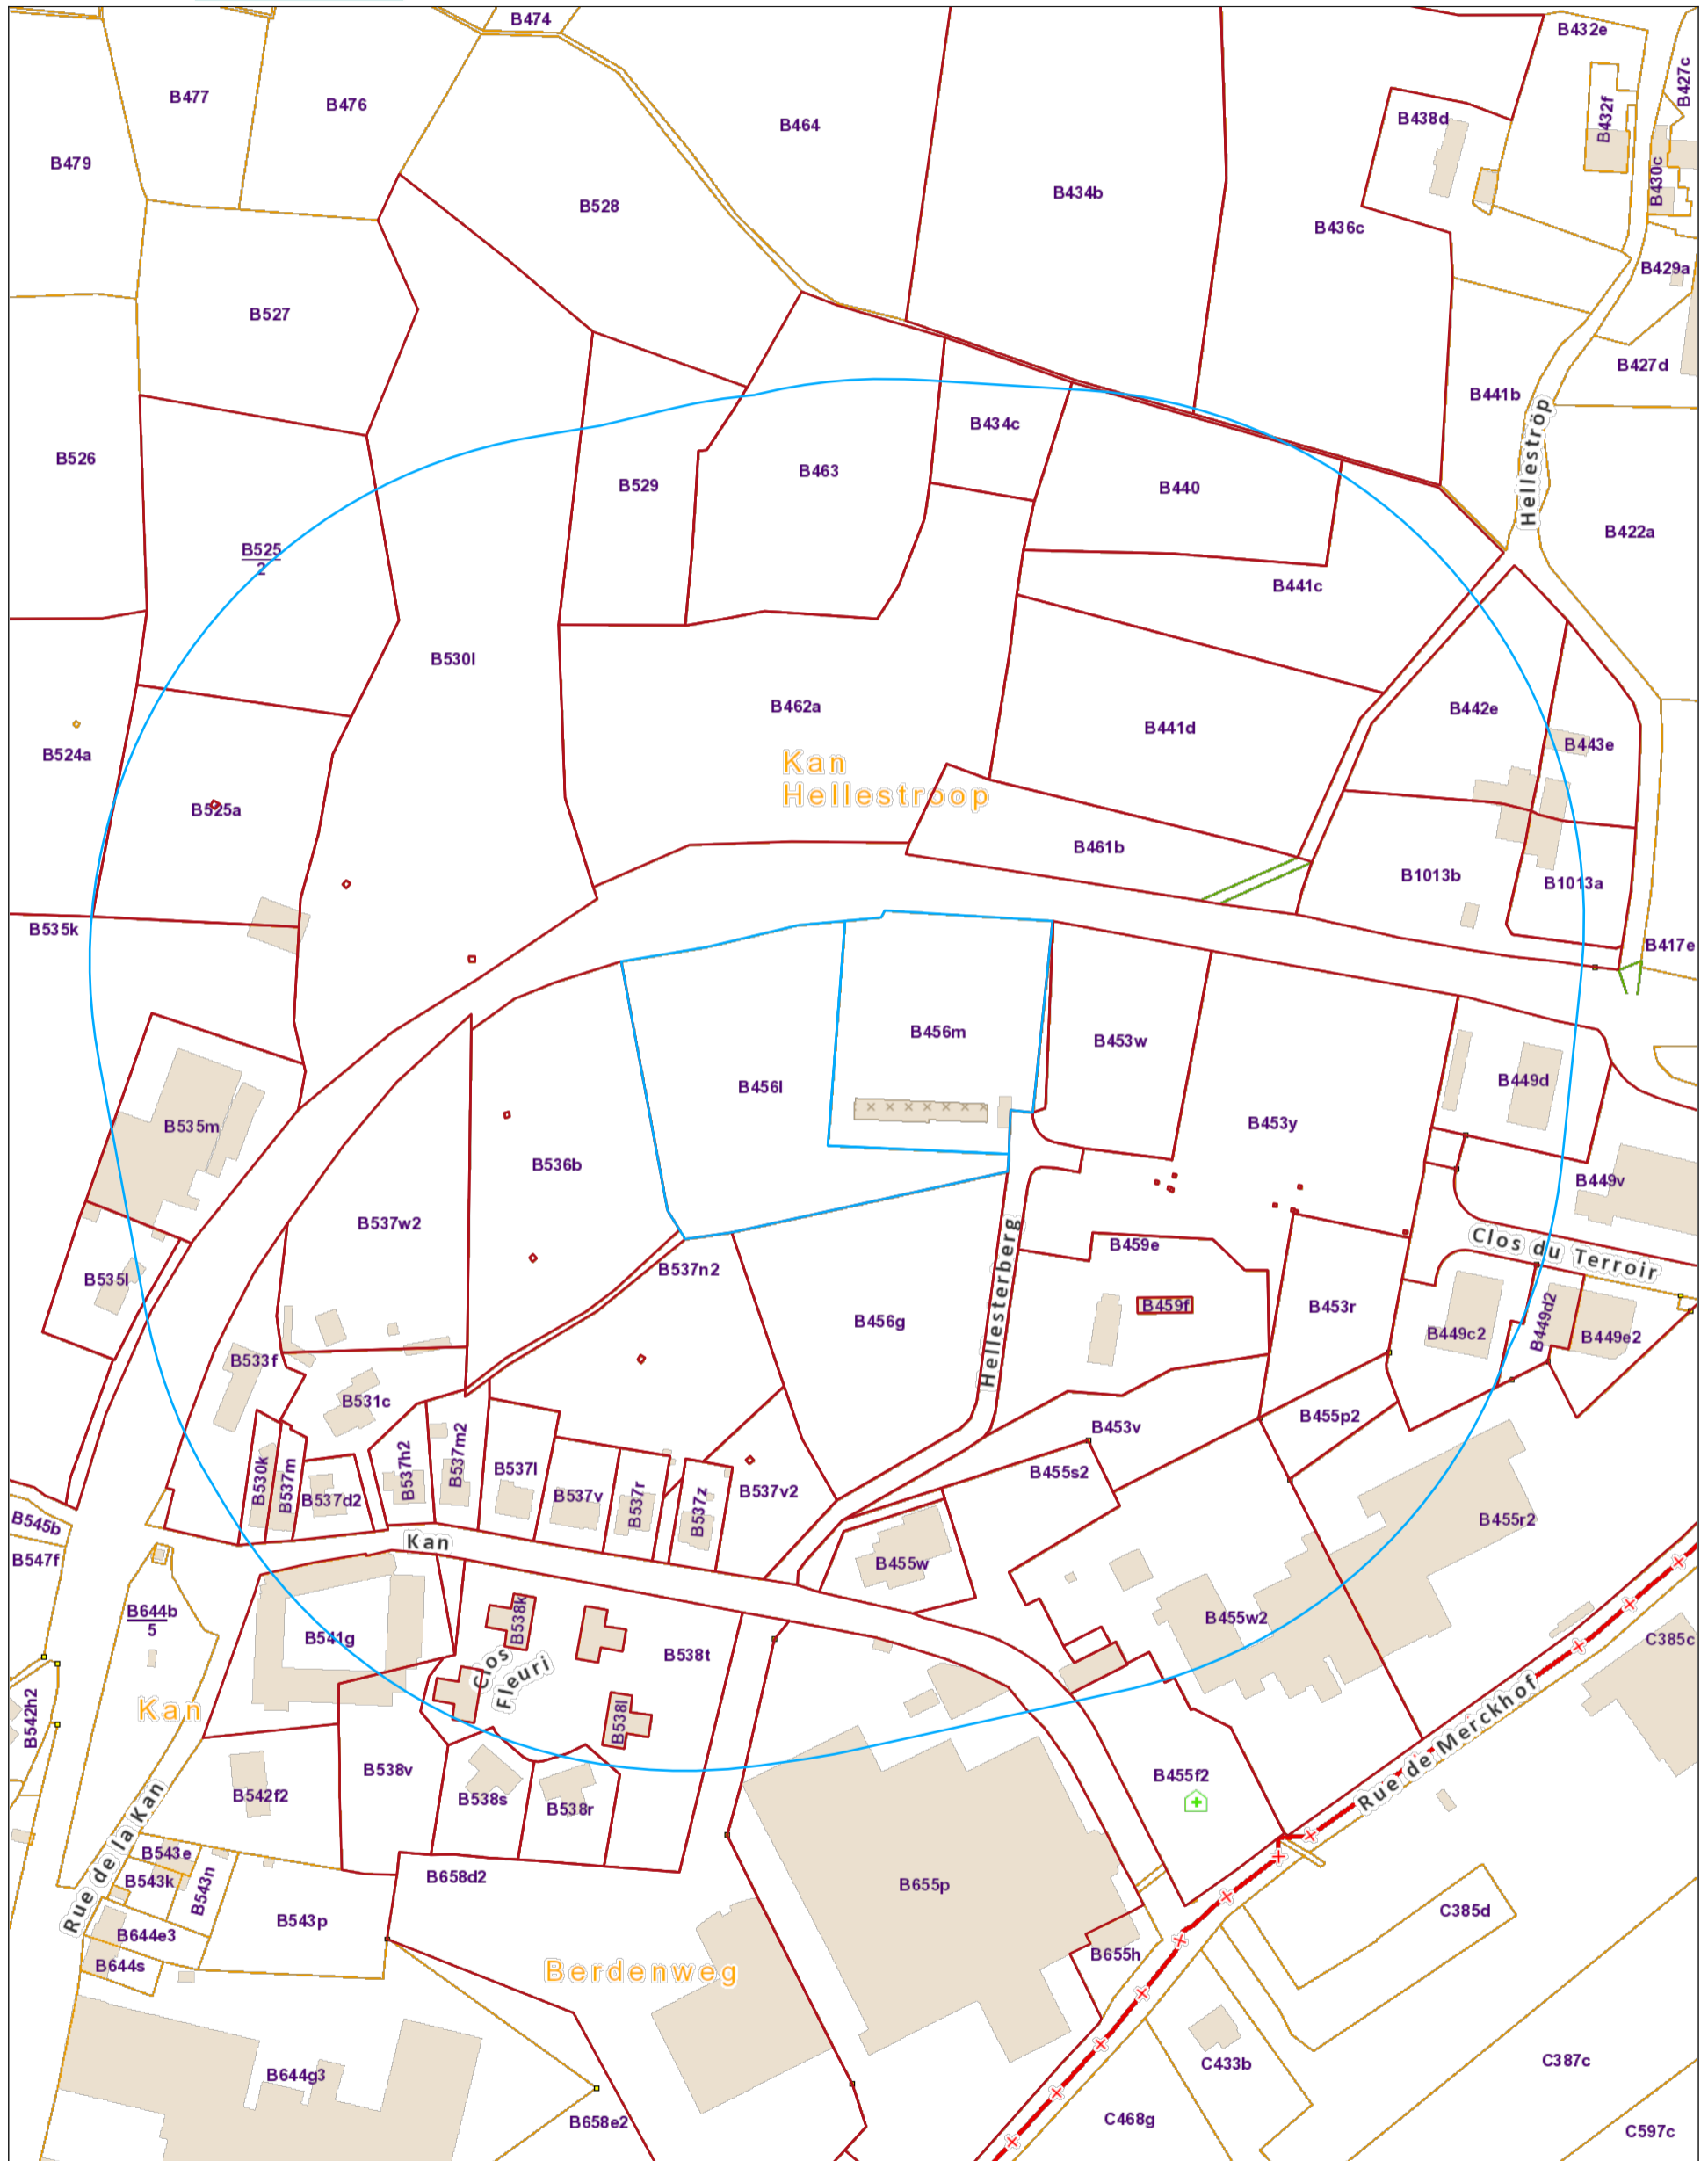 B474
B432e
B477
B476
B464
B427c
B438d
B432f
B479
B430c
B528
B434b
B436c
B429a
B527
B427d
B441b
B434c
B526
B463
B529
B440
Helleströp
B422a
B525
2
B441c
B530l
B462a
B442e
B441d
B443e
B524a
Kan
Hellestroop
B525a
B461b
B1013b
B1013a
B535k
B417e
B456m
B453w
B456l
B449d
B535m
B453y
B536b
B449v
B537w2
Clos du Terroir
B459e
B537n2
B535l
Hellesterberg
B459f
B453r
B456g
B449d2
B449c2
B449e2
B533f
B531c
B455p2
B453v
B537m2
B537h2
B537l
B455s2
B530k
B537m
B537d2
B537v
B537r
B537z
B537v2
B455r2
B545b
Kan
B547f
B455w
B644b
5
B538k
B455w2
B541g
B538t
C385c
Clos
Fleuri
B542h2
Kan
B538l
Rue de Merckhof
B538v
B455f2
B542f2
B538s
B538r
Rue de la Kan
B543e
B543k
B543n
B658d2
B655p
C385d
B543p
B644e3
B655h
B644s
Berdenweg
B644g3
C433b
C387c
B658e2
C468g
C597c